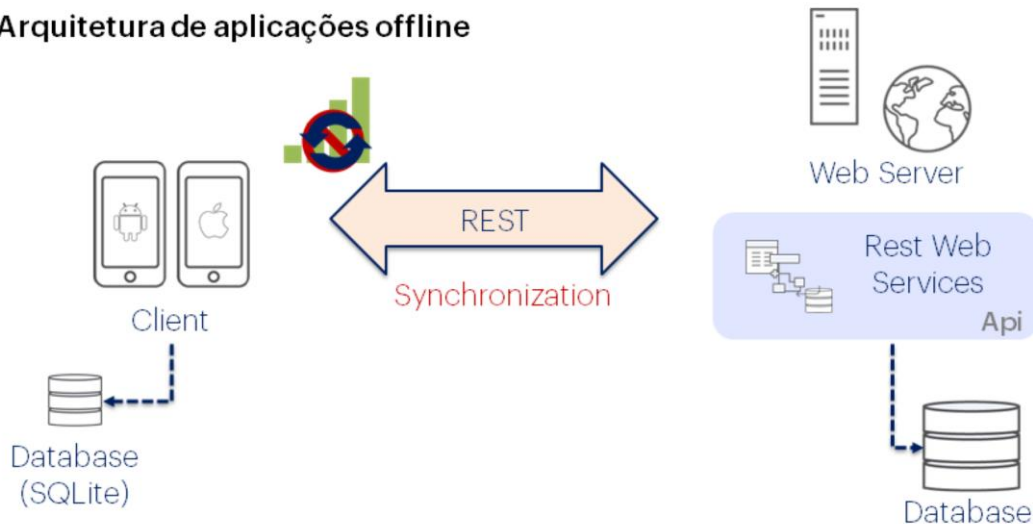 Arquitetura de aplicações offline
Web Server
REST
Rest Web
Services
Api
Synchronization
Client
Database
(SQLite)
Database